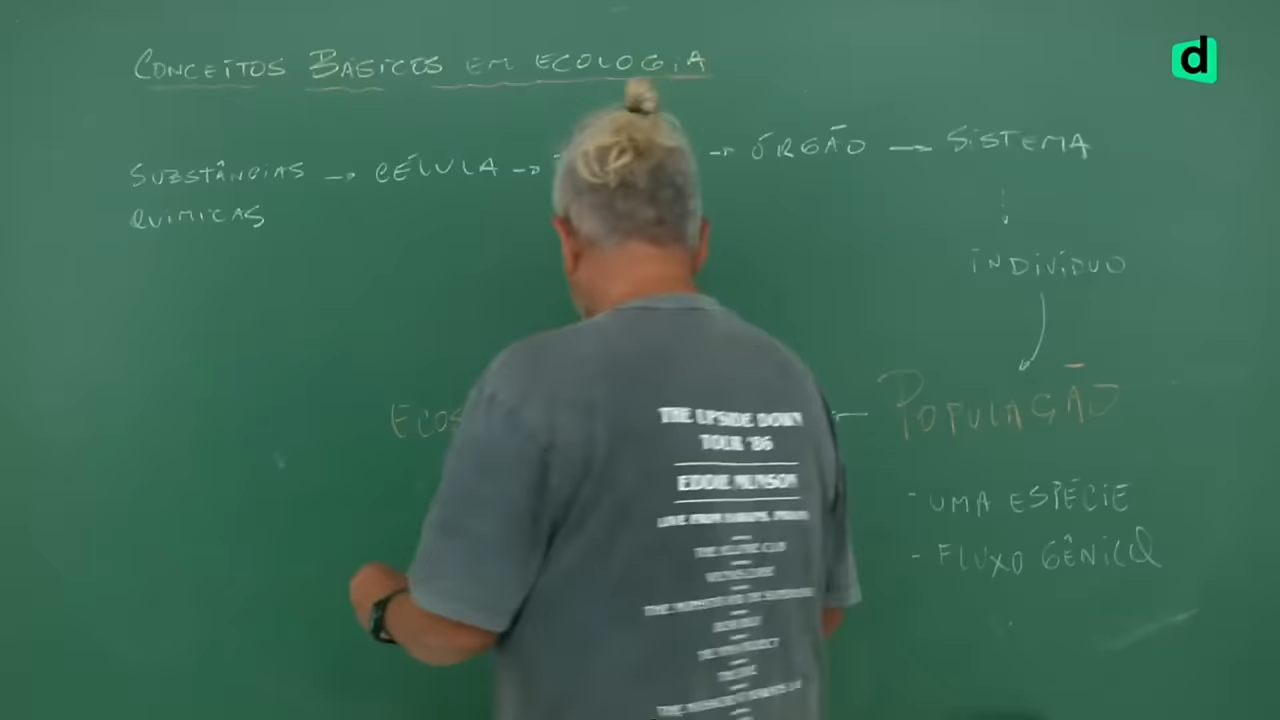 CONCEITOS BÁSICOS EM ECOLOGIA
d
SUBSTÂNCIAS → CÉLULA → → ÓRGÃO → SISTEMA
QUÍMICAS
INDIVÍDUO
ECOS
POPULAÇÃO
- UMA ESPÉCIE
- FLUXO GÊNICO
THE UPSIDE DOWN
TOUR '86
EDDIE MUNSON